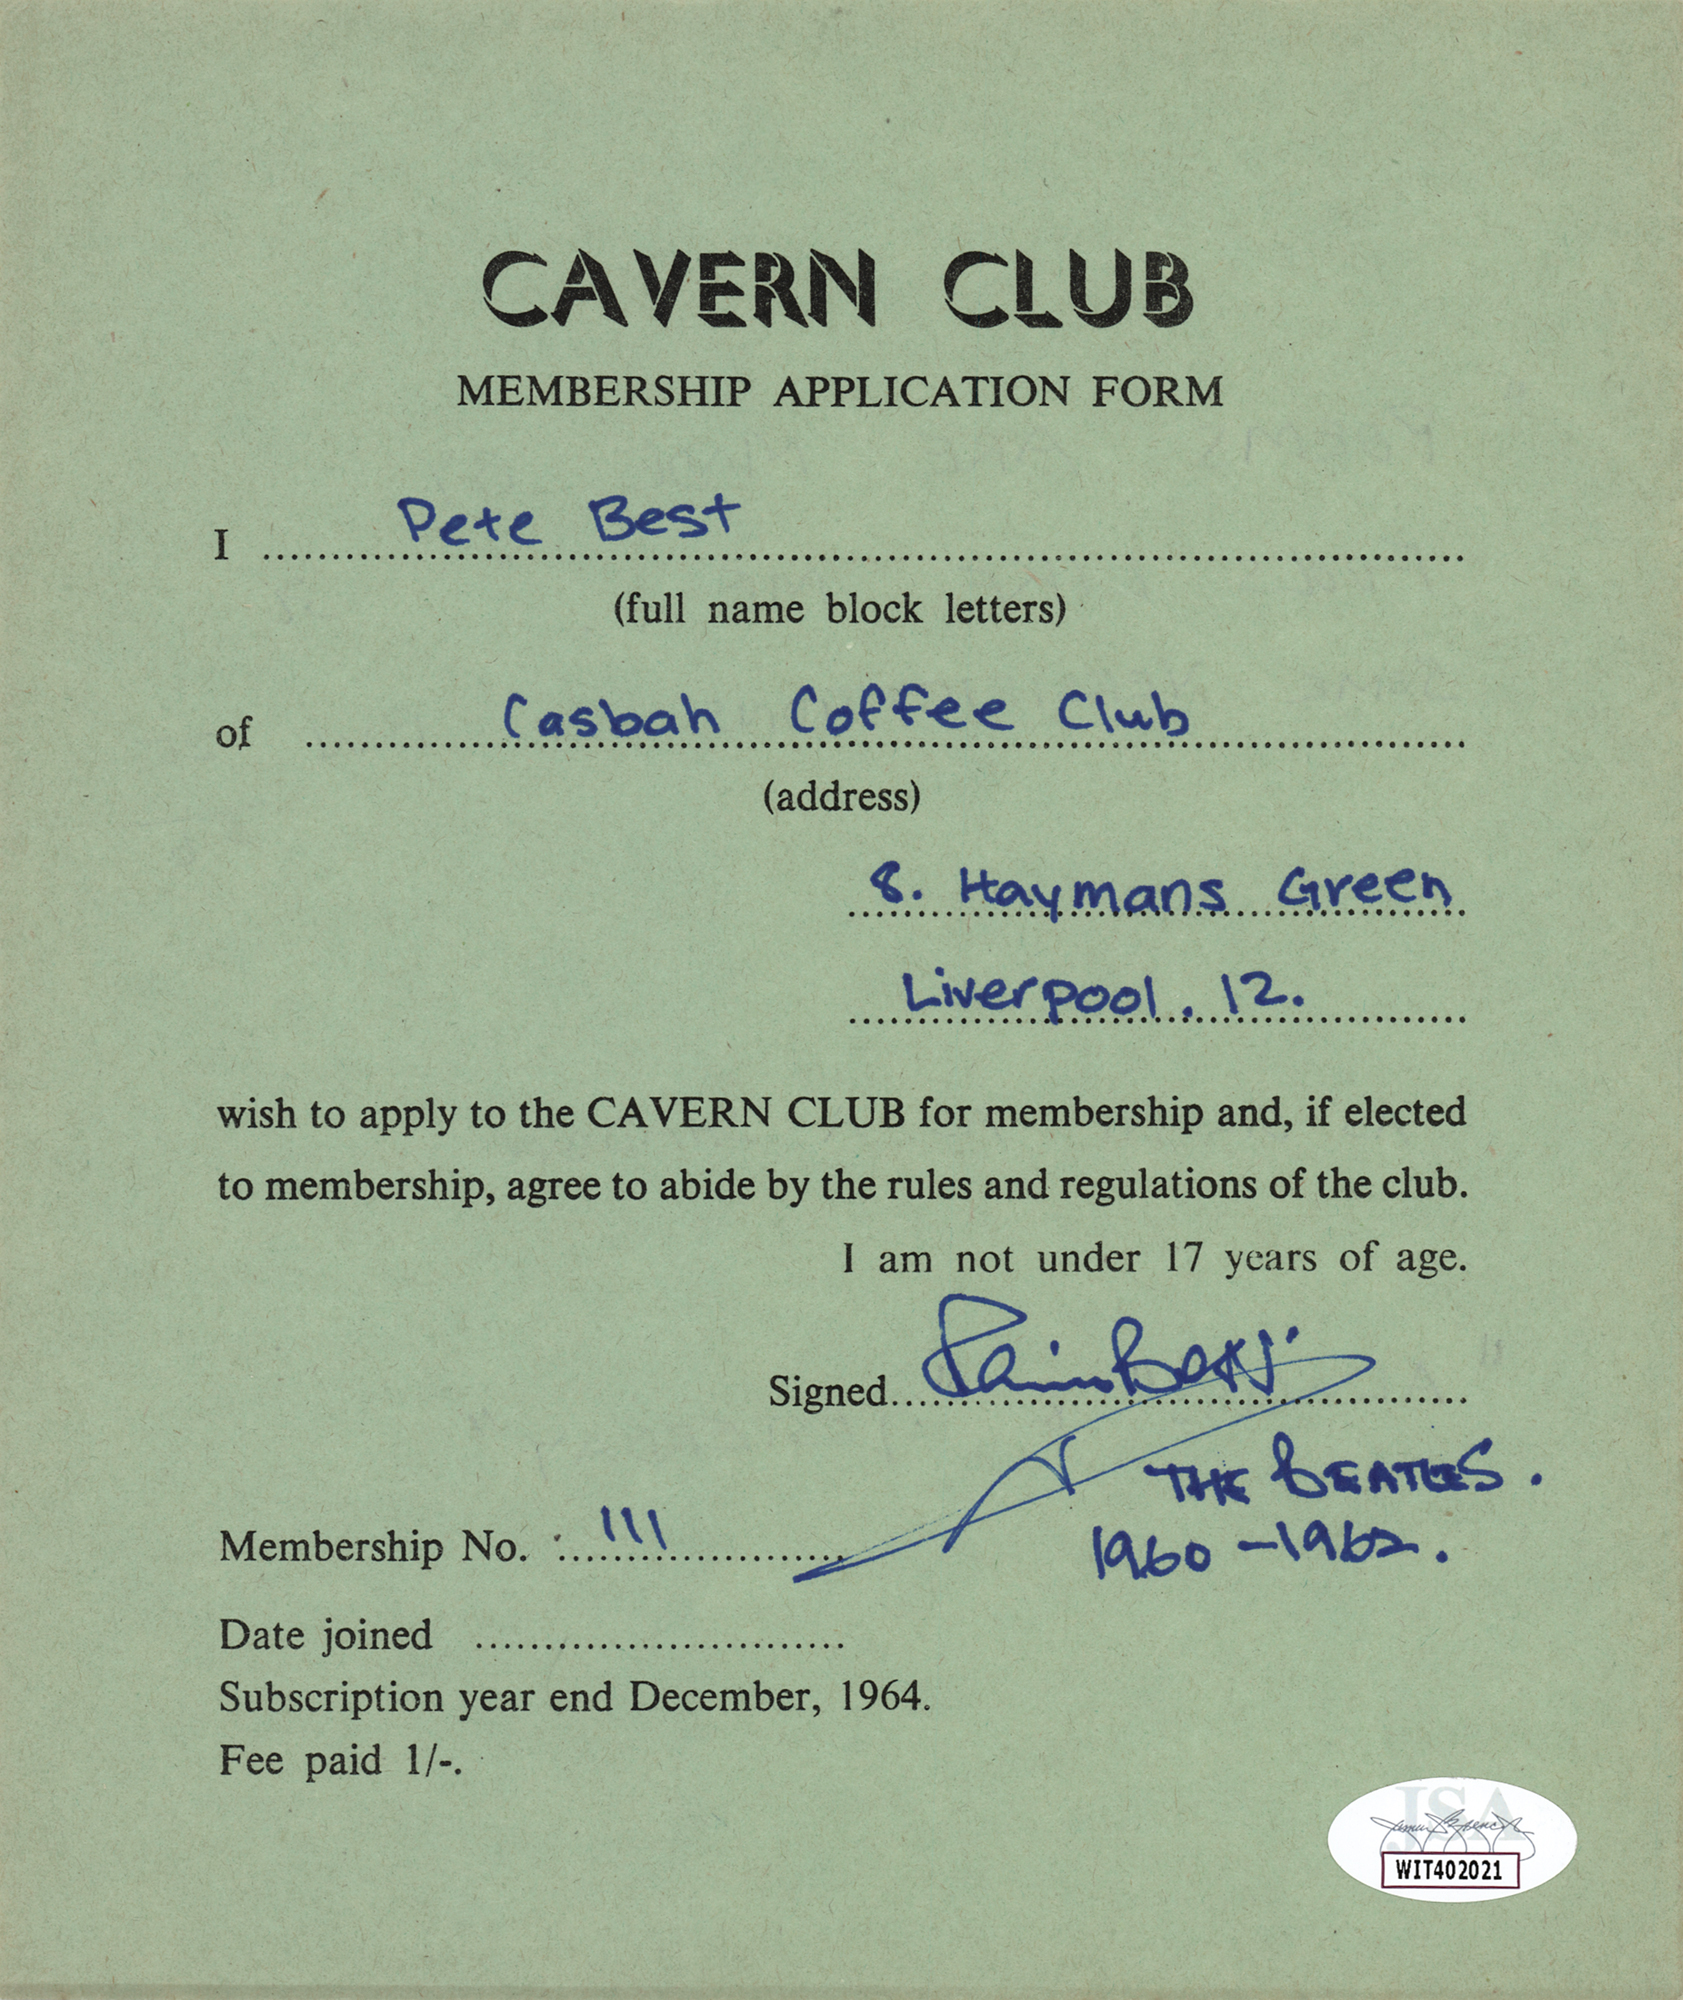 CAVERN CLUB
MEMBERSHIP APPLICATION FORM
I Pete Best
(full name block letters)
of Casbah Coffee Club
(address)
8. Haymans Green
Liverpool. 12.
wish to apply to the CAVERN CLUB for membership and, if elected
to membership, agree to abide by the rules and regulations of the club.
I am not under 17 years of age.
Signed
THE BEATLES.
1960-1962.
Membership No. : 111
Date joined
Subscription year end December, 1964.
Fee paid 1/-.
JSA
WIT402021